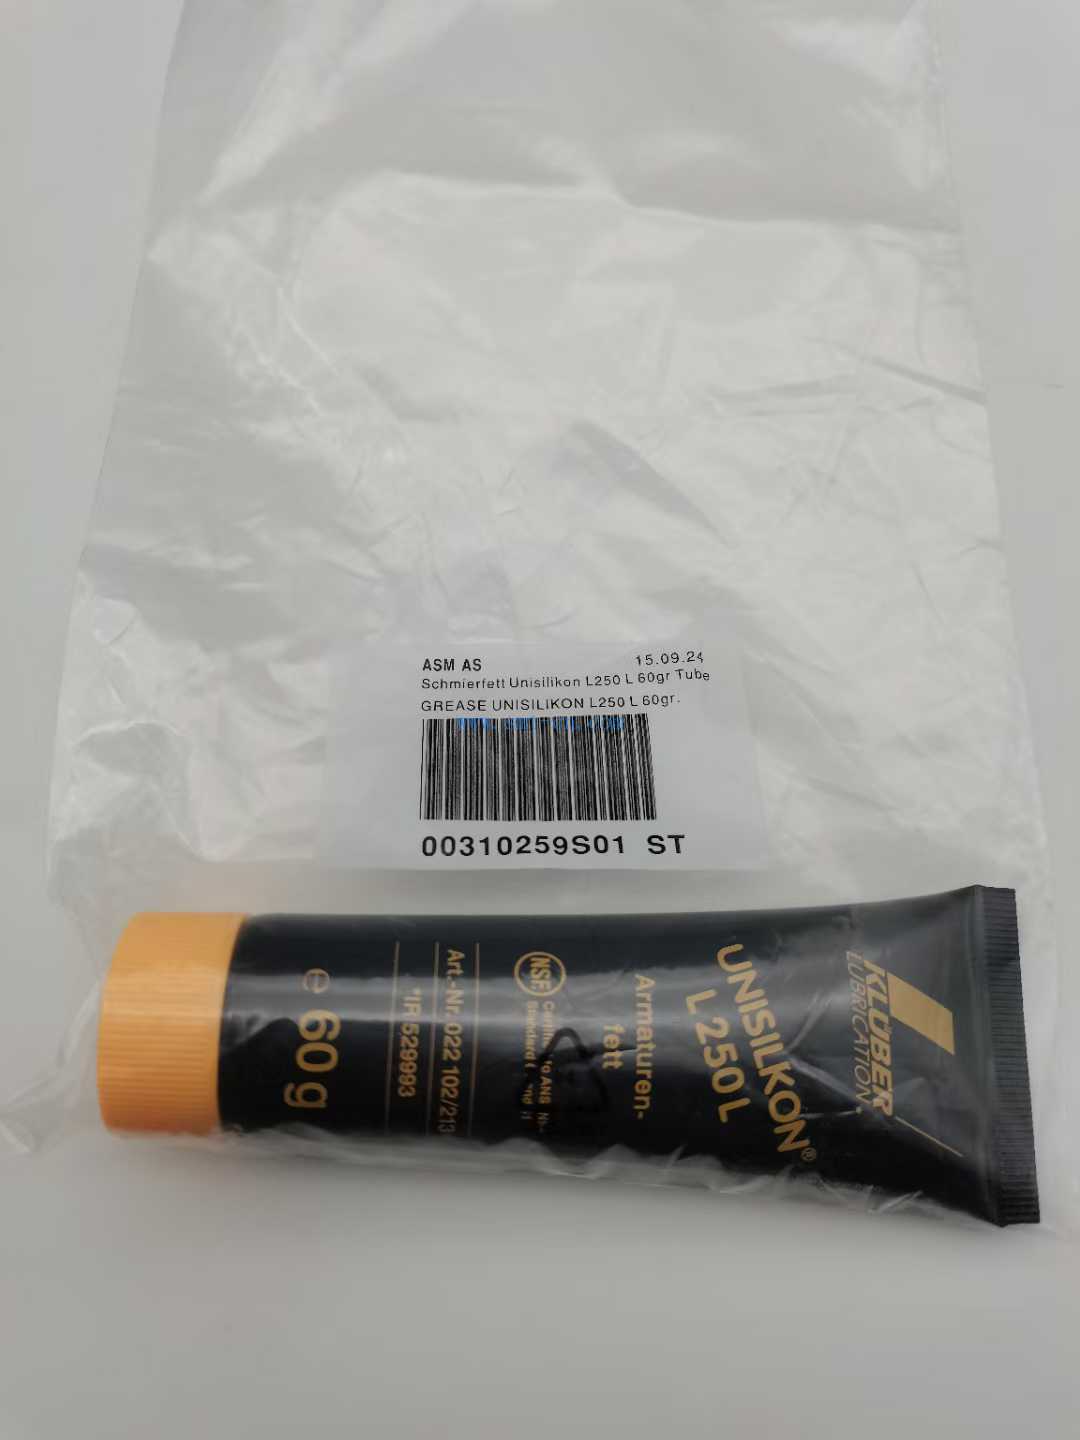 ASM AS 15.09.24
Schmierfett Unisilikon L250 L 60gr Tube
GREASE UNISILIKON L250 L 60gr.
00310259S01 ST
KLÜBER
LUBRICATION
UNISILKON®
L 250 L
Armaturen-
fett
NSF
Art.-Nr. 022 102/213
*IR 529993
e 60 g